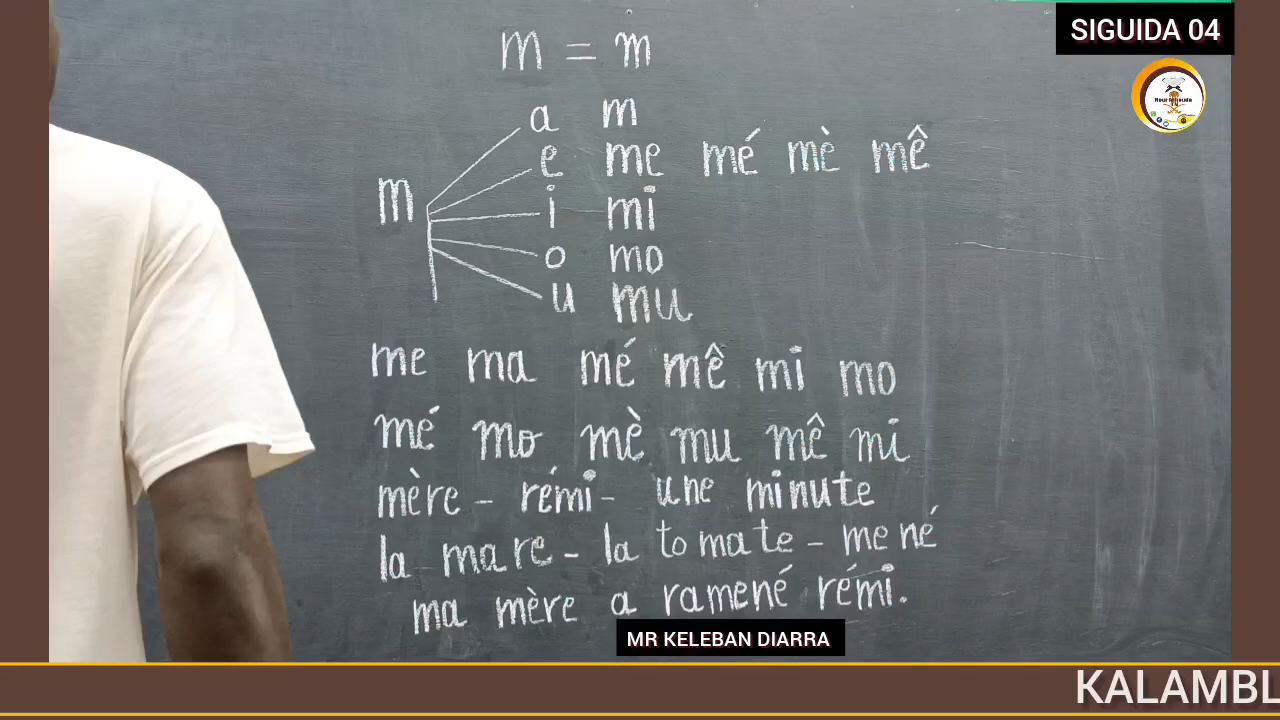 SIGUIDA 04
m = m
a m
e me mé mè mê
m
i mi
o mo
u mu
me ma mé mê mi mo
mé mo mè mu mê mi
mère - rémi - une minute
la mare - la tomate - mené
ma mère a ramené rémi.
MR KELEBAN DIARRA
KALAMBL